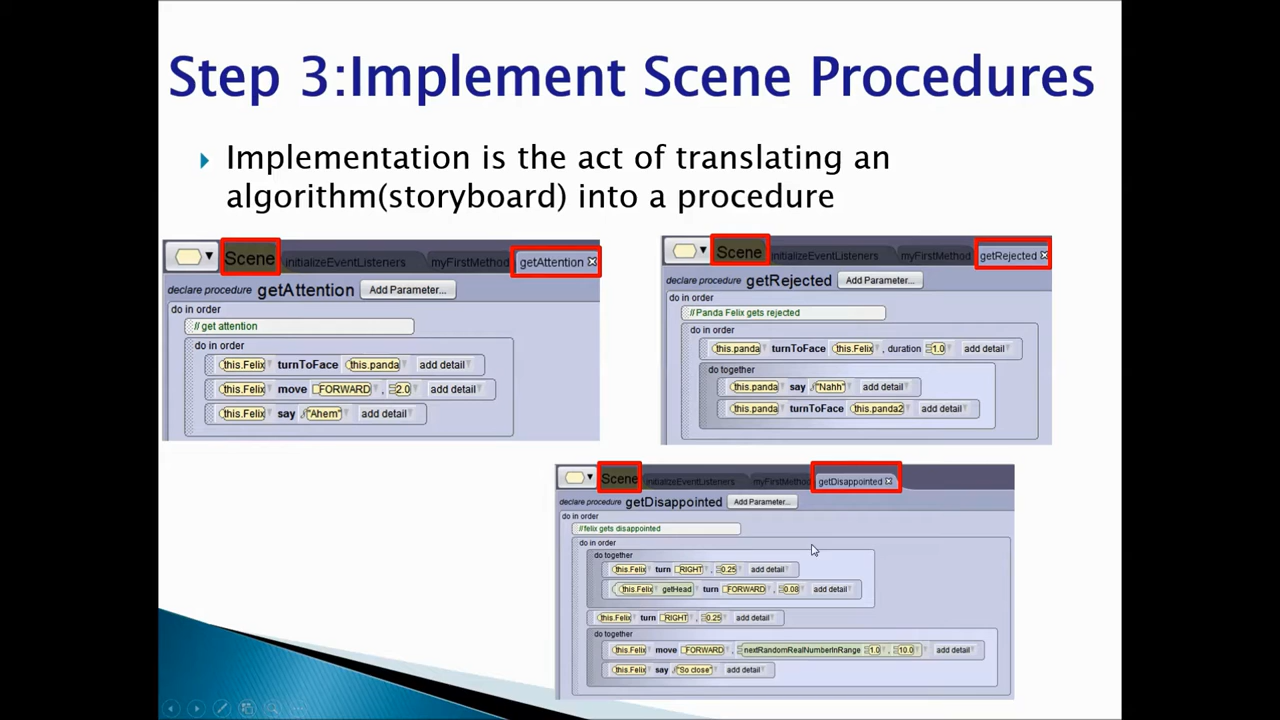 Step 3:Implement Scene Procedures
Implementation is the act of translating an
algorithm(storyboard) into a procedure
Scene initializeEventListeners myFirstMethod getAttention
declare procedure getAttention Add Parameter...
do in order
// get attention
do in order
this.Felix turnToFace this.panda add detail
this.Felix move FORWARD , 2.0 add detail
this.Felix say "Ahem" add detail
Scene initializeEventListeners myFirstMethod getRejected
declare procedure getRejected Add Parameter...
do in order
//Panda Felix gets rejected
do in order
this.panda turnToFace this.Felix , duration 1.0 add detail
do together
this.panda say "Nahh" add detail
this.panda turnToFace this.panda2 add detail
Scene initializeEventListeners myFirstMethod getDisappointed
declare procedure getDisappointed Add Parameter...
do in order
//felix gets disappointed
do in order
do together
this.Felix turn RIGHT , 0.25 add detail
this.Felix getHead turn FORWARD , 0.08 add detail
this.Felix turn RIGHT , 0.25 add detail
do together
this.Felix move FORWARD , nextRandomRealNumberInRange 1.0 , 10.0 add detail
this.Felix say "So close" add detail